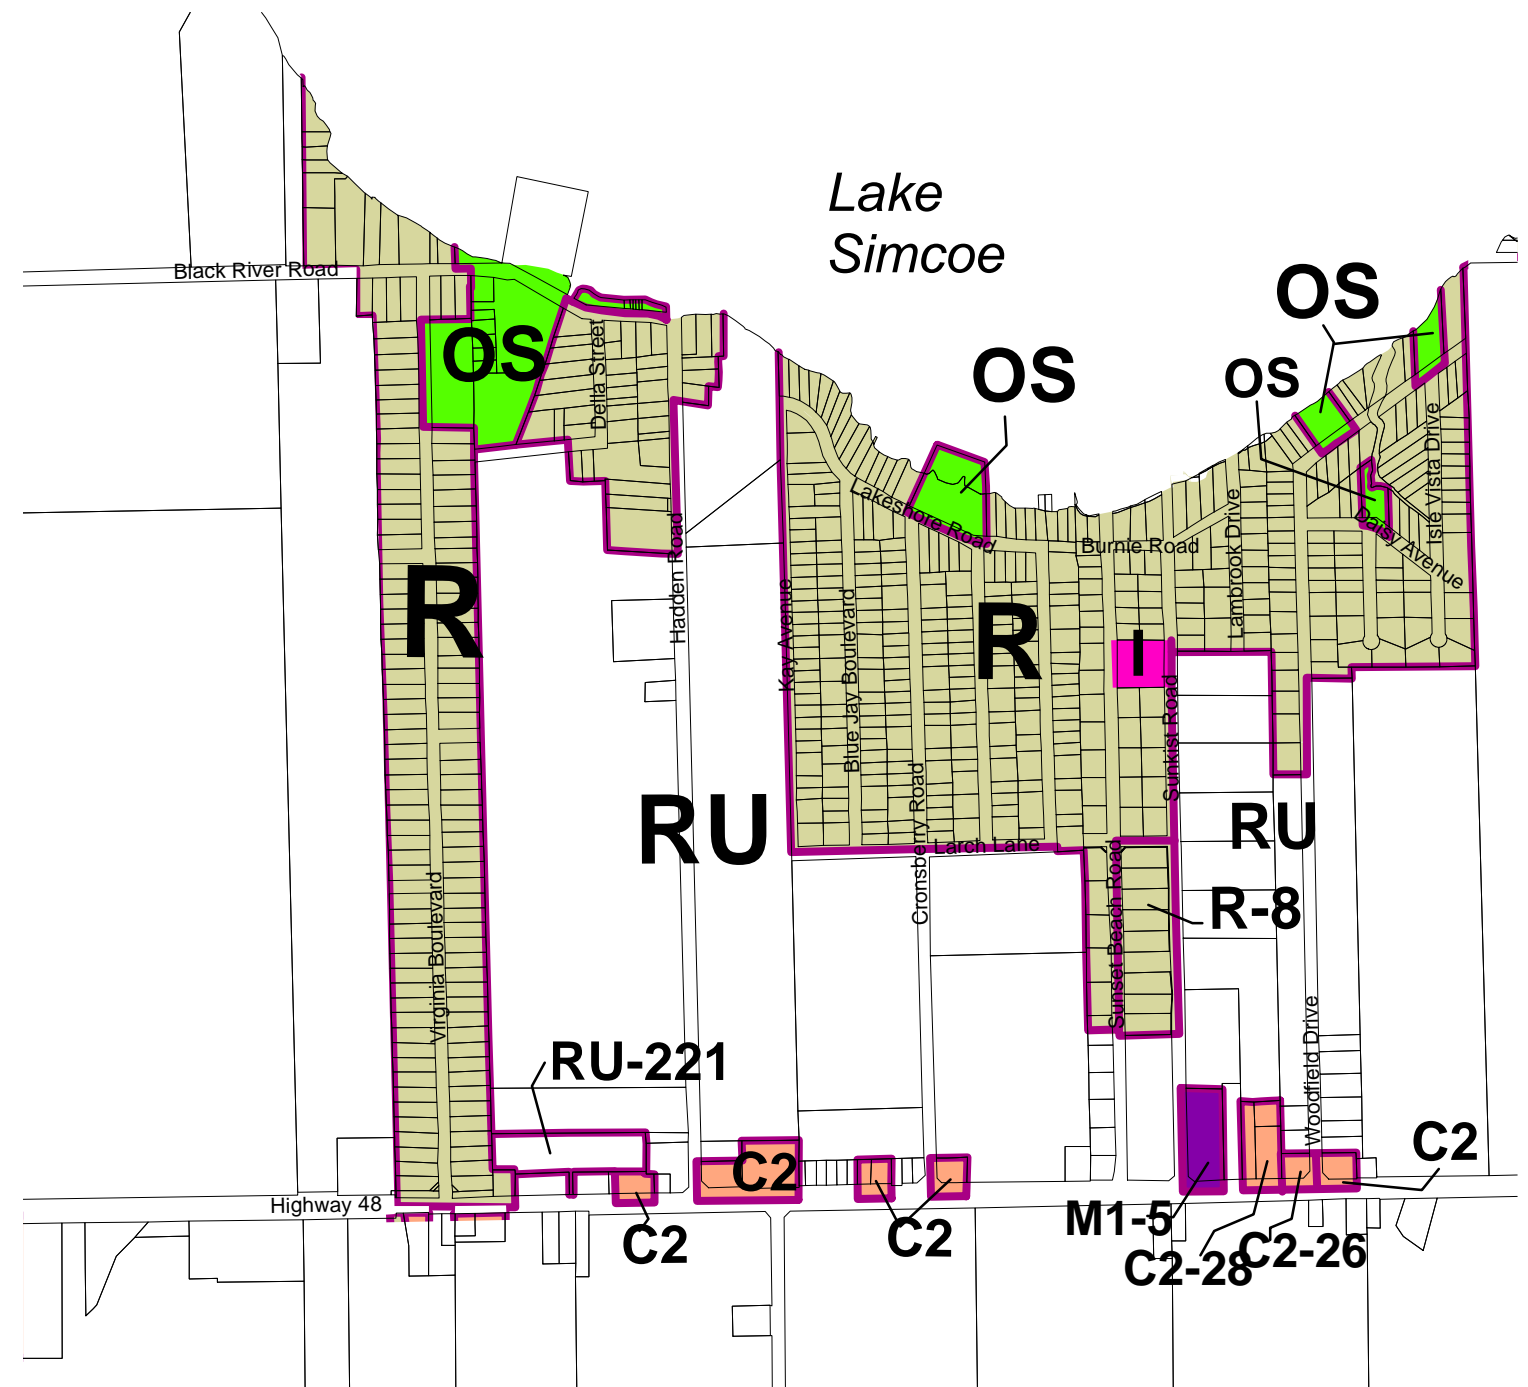 Lake
Simcoe
Black River Road
OS
OS
Della Street
OS
OS
Isle Vista Drive
Lakeshore Road
Burnie Road
Lambrook Drive
Daisy Avenue
Hadden Road
R
Kay Avenue
Blue Jay Boulevard
R
I
Sunkist Road
RU
Cronsberry Road
Larch Lane
RU
R-8
Sunset Beach Road
Virginia Boulevard
RU-221
Woodfield Drive
C2
C2
Highway 48
C2
C2
M1-5
C2-28
C2-26